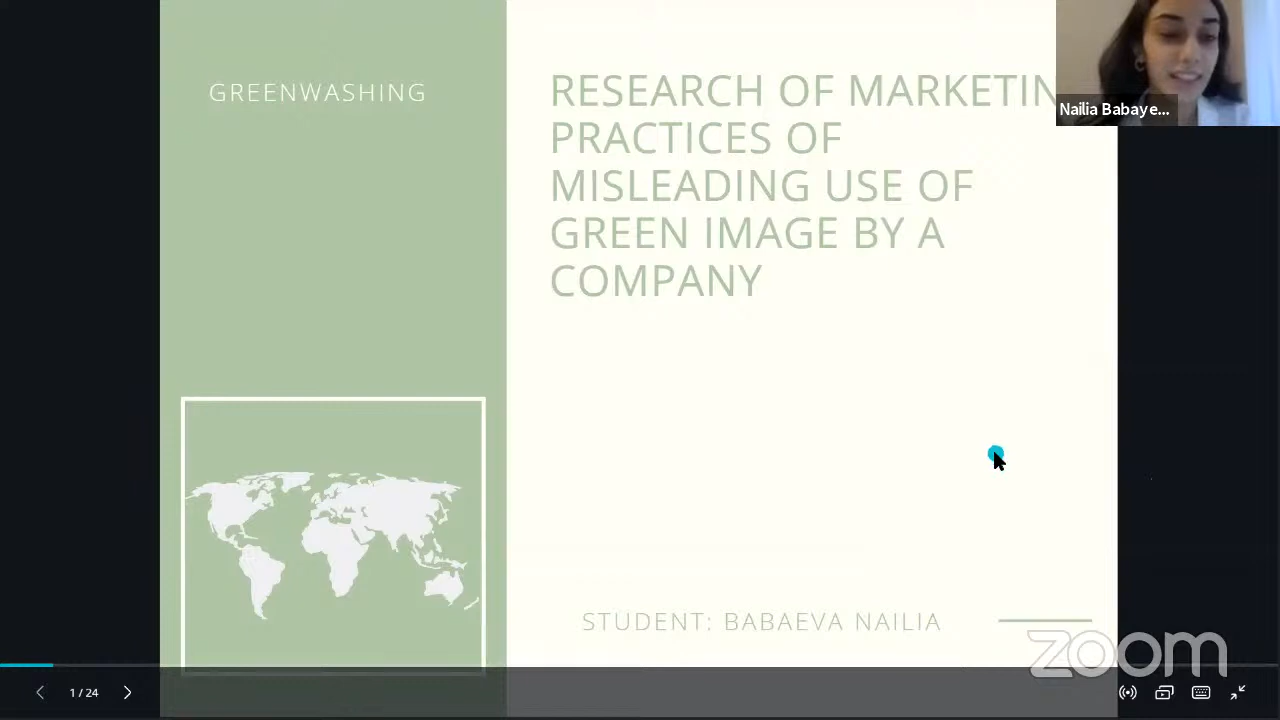 GREENWASHING
RESEARCH OF MARKETIN
PRACTICES OF
MISLEADING USE OF
GREEN IMAGE BY A
COMPANY
Nailia Babaye...
STUDENT: BABAEVA NAILIA
zoom
1 / 24